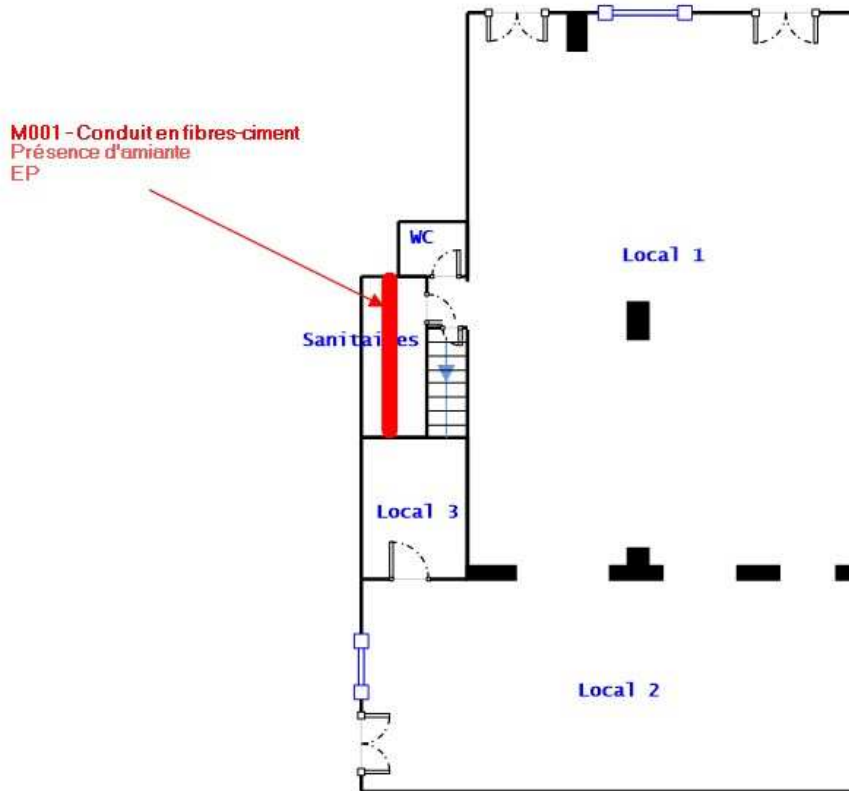 M001 - Conduit en fibres-ciment
Présence d'amiante
EP
WC
Local 1
Sanitaires
Local 3
Local 2